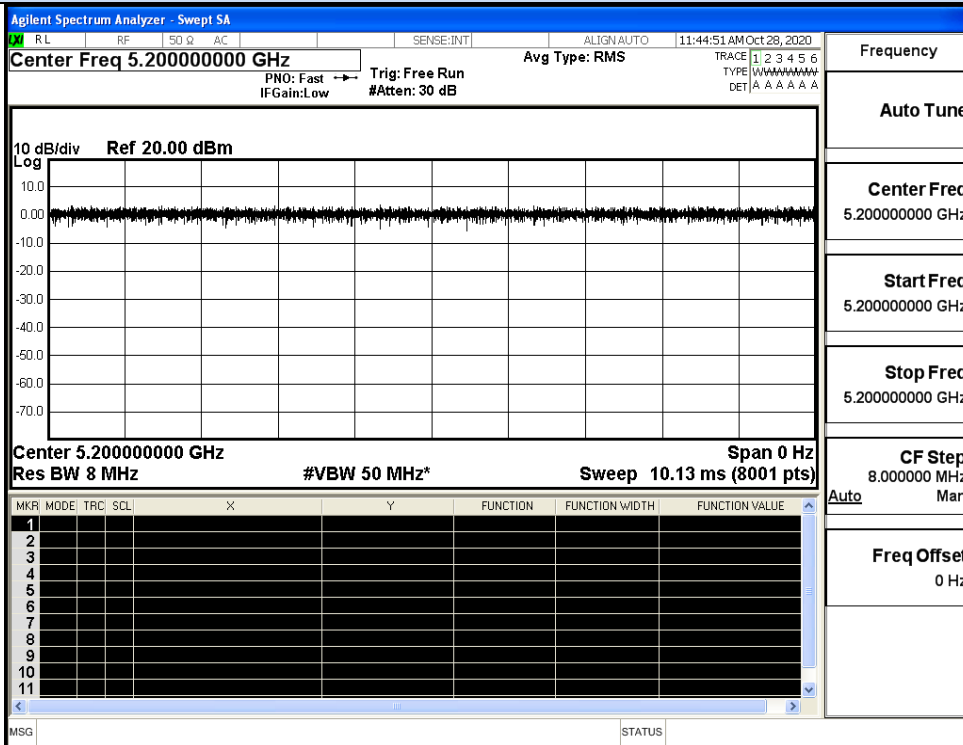 Agilent Spectrum Analyzer - Swept SA
LXI RL RF 50 Ω AC SENSE:INT ALIGN AUTO 11:44:51 AM Oct 28, 2020
Center Freq 5.200000000 GHz Avg Type: RMS TRACE 1 2 3 4 5 6
PNO: Fast Trig: Free Run TYPE WWWWWW
IFGain:Low #Atten: 30 dB DET A A A A A A
10 dB/div Ref 20.00 dBm
Log
10.0
0.00
-10.0
-20.0
-30.0
-40.0
-50.0
-60.0
-70.0
Center 5.200000000 GHz Span 0 Hz
Res BW 8 MHz #VBW 50 MHz* Sweep 10.13 ms (8001 pts)
MKR MODE TRC SCL X Y FUNCTION FUNCTION WIDTH FUNCTION VALUE
1
2
3
4
5
6
7
8
9
10
11
MSG STATUS
Frequency
Auto Tune
Center Freq
5.200000000 GHz
Start Freq
5.200000000 GHz
Stop Freq
5.200000000 GHz
CF Step
8.000000 MHz
Auto Man
Freq Offset
0 Hz